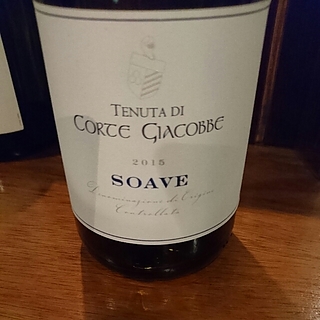 TENUTA DI
CORTE GIACOBBE
2015
SOAVE
Denominazione di Origine
Controllata